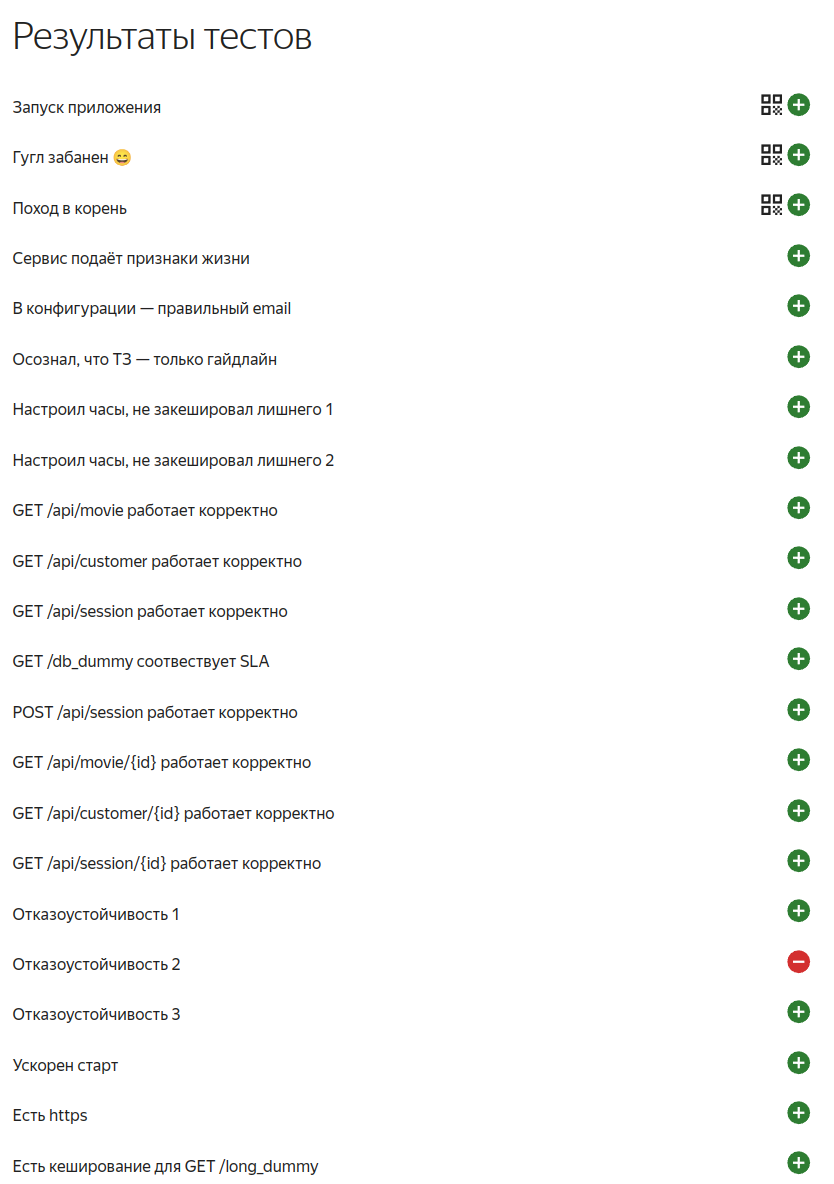 Результаты тестов
Запуск приложения
Гугл забанен 😄
Поход в корень
Сервис подаёт признаки жизни
В конфигурации — правильный email
Осознал, что ТЗ — только гайдлайн
Настроил часы, не закешировал лишнего 1
Настроил часы, не закешировал лишнего 2
GET /api/movie работает корректно
GET /api/customer работает корректно
GET /api/session работает корректно
GET /db_dummy соотвествует SLA
POST /api/session работает корректно
GET /api/movie/{id} работает корректно
GET /api/customer/{id} работает корректно
GET /api/session/{id} работает корректно
Отказоустойчивость 1
Отказоустойчивость 2
Отказоустойчивость 3
Ускорен старт
Есть https
Есть кеширование для GET /long_dummy